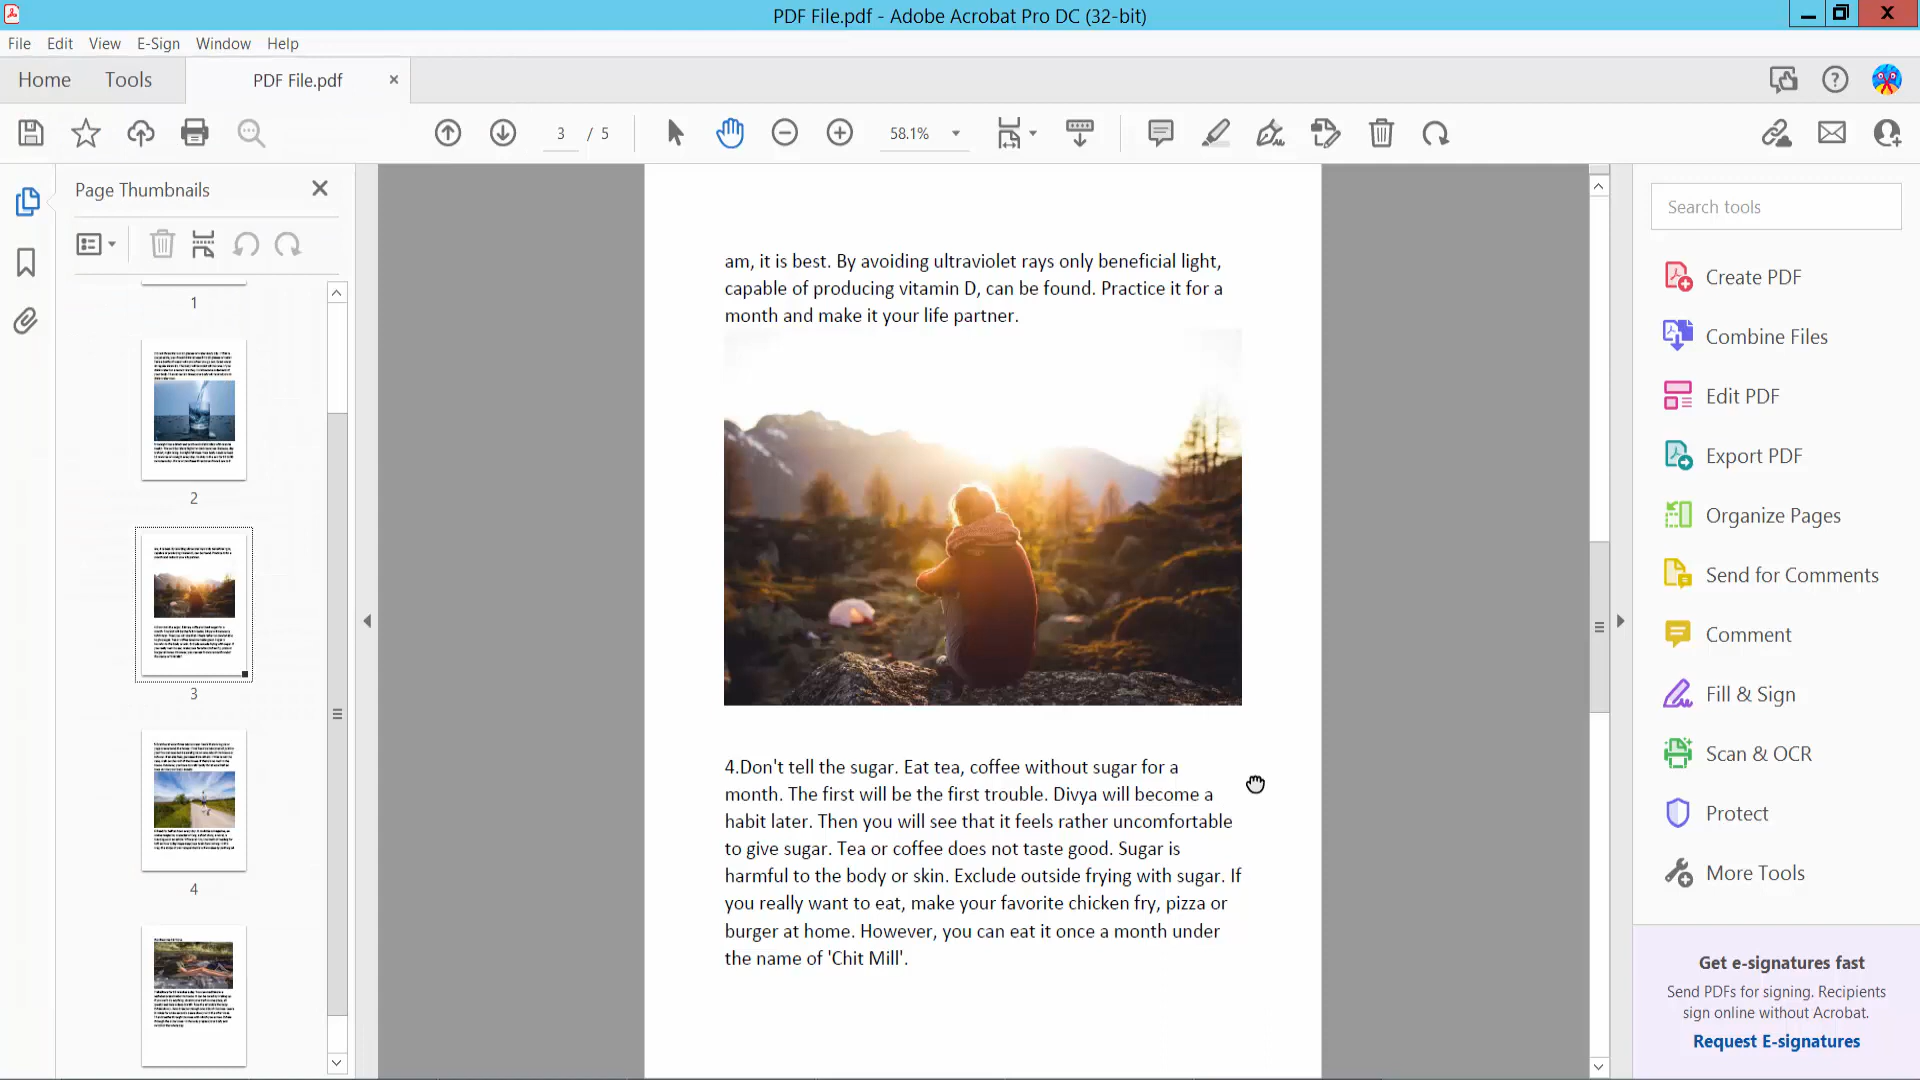 PDF File.pdf - Adobe Acrobat Pro DC (32-bit)
File Edit View E-Sign Window Help
Home Tools PDF File.pdf
3 / 5 58.1%
Page Thumbnails
1
2
3
4
am, it is best. By avoiding ultraviolet rays only beneficial light,
capable of producing vitamin D, can be found. Practice it for a
month and make it your life partner.
4.Don't tell the sugar. Eat tea, coffee without sugar for a
month. The first will be the first trouble. Divya will become a
habit later. Then you will see that it feels rather uncomfortable
to give sugar. Tea or coffee does not taste good. Sugar is
harmful to the body or skin. Exclude outside frying with sugar. If
you really want to eat, make your favorite chicken fry, pizza or
burger at home. However, you can eat it once a month under
the name of 'Chit Mill'.
Search tools
Create PDF
Combine Files
Edit PDF
Export PDF
Organize Pages
Send for Comments
Comment
Fill & Sign
Scan & OCR
Protect
More Tools
Get e-signatures fast
Send PDFs for signing. Recipients
sign online without Acrobat.
Request E-signatures